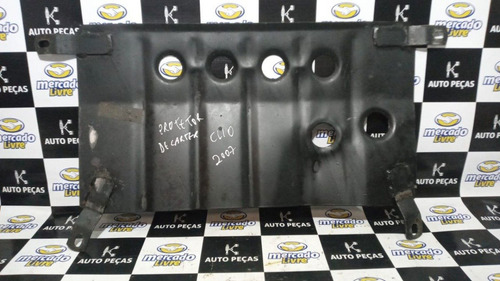 PROTETOR
DE CARTER
CLIO
2007
K
AUTO PEÇAS
mercado
LIVRE